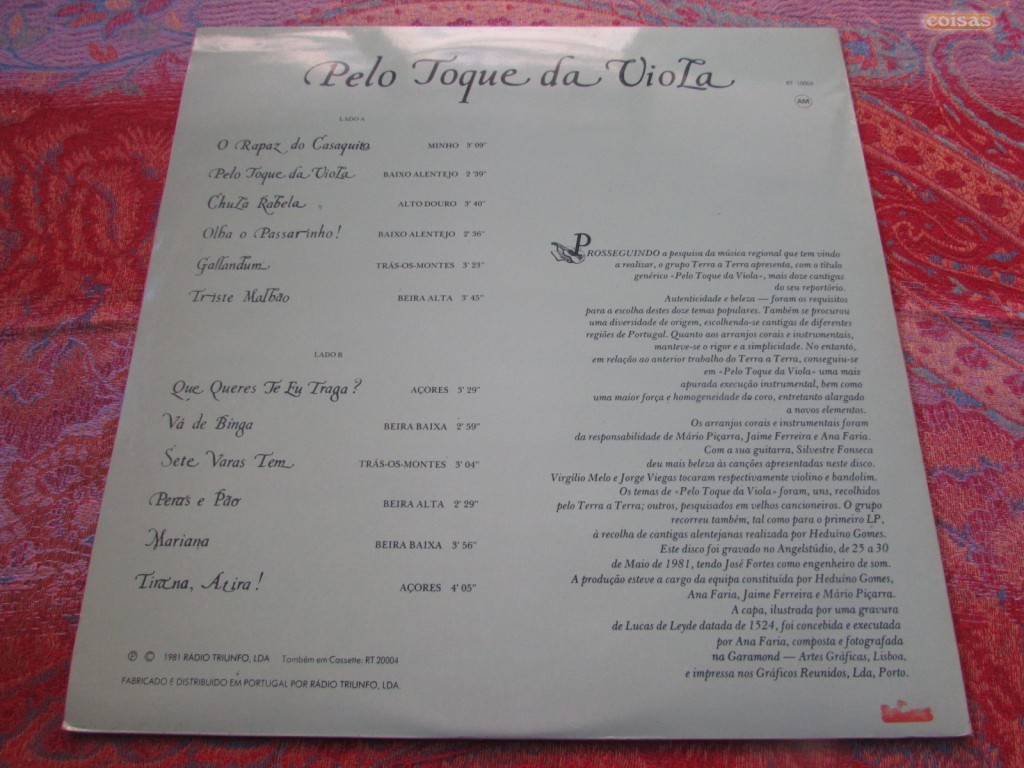 coisas
Pelo Toque da Viola
AM
LADO A
O Rapaz do Casaquito MINHO 3' 09"
Pelo Toque da Viola BAIXO ALENTEJO 2 '39"
Chula Rabela ALTO DOURO 3' 40"
Olha o Passarinho! BAIXO ALENTEJO 2' 36"
Gallandum TRÁS-OS-MONTES 3' 23"
Triste Malhão BEIRA ALTA 3' 45"
LADO B
Que Queres Te Eu Traga? AÇORES 3' 29"
Vá de Binga BEIRA BAIXA 2' 59"
Sete Varas Tem TRÁS-OS-MONTES 3' 04"
Peras e Pão BEIRA ALTA 2' 29"
Mariana BEIRA BAIXA 3' 56"
Tirana, Atira! AÇORES 4' 05"
PROSSEGUINDO a pesquisa da música regional que tem vindo
a realizar, o grupo Terra a Terra apresenta, com o título
genérico «Pelo Toque da Viola», mais doze cantigas
do seu reportório.
Autenticidade e beleza — foram os requisitos
para a escolha destes doze temas populares. Também se procurou
uma diversidade de origem, escolhendo-se cantigas de diferentes
regiões de Portugal. Quanto aos arranjos corais e instrumentais,
manteve-se o rigor e a simplicidade. No entanto,
em relação ao anterior trabalho do Terra a Terra, conseguiu-se
em «Pelo Toque da Viola» uma mais
apurada execução instrumental, bem como
uma maior força e homogeneidade do coro, entretanto alargado
a novos elementos.
Os arranjos corais e instrumentais foram
da responsabilidade de Mário Piçarra, Jaime Ferreira e Ana Faria.
Com a sua guitarra, Silvestre Fonseca
deu mais beleza às canções apresentadas neste disco.
Virgílio Melo e Jorge Viegas tocaram respectivamente violino e bandolim.
Os temas de «Pelo Toque da Viola» foram, uns, recolhidos
pelo Terra a Terra; outros, pesquisados em velhos cancioneiros. O grupo
recorreu também, tal como para o primeiro LP,
à recolha de cantigas alentejanas realizada por Heduíno Gomes.
Este disco foi gravado no Angelstúdio, de 25 a 30
de Maio de 1981, tendo José Fortes como engenheiro de som.
A produção esteve a cargo da equipa constituída por Heduíno Gomes,
Ana Faria, Jaime Ferreira e Mário Piçarra.
A capa, ilustrada por uma gravura
de Lucas de Leyde datada de 1524, foi concebida e executada
por Ana Faria, composta e fotografada
na Garamond — Artes Gráficas, Lisboa,
e impressa nos Gráficos Reunidos, Lda, Porto.
℗ © 1981 RÁDIO TRIUNFO, LDA Também em Cassette: RT 20004
FABRICADO E DISTRIBUÍDO EM PORTUGAL POR RÁDIO TRIUNFO, LDA.